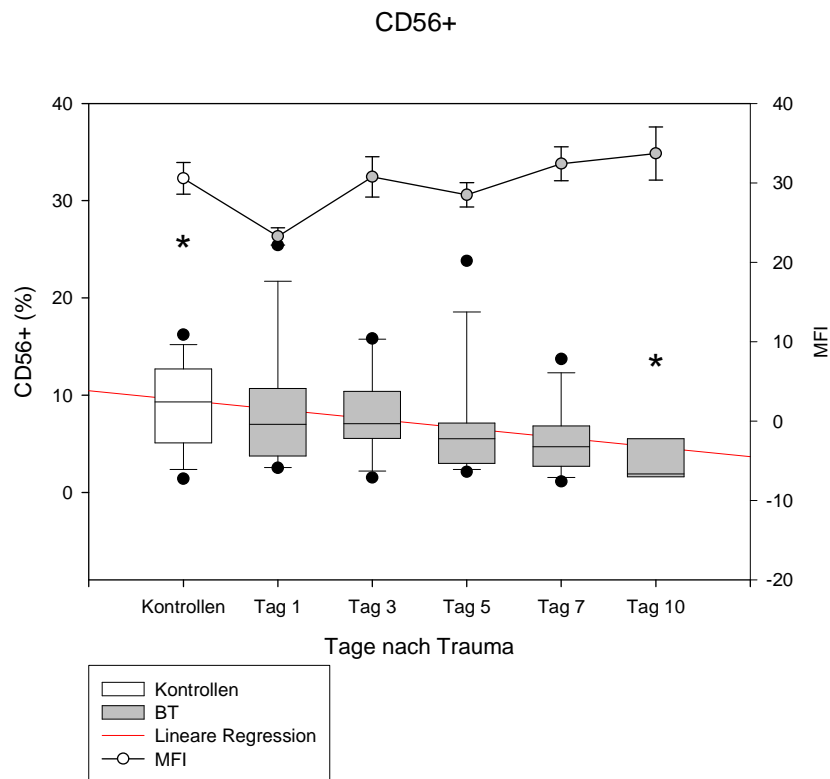 CD56+
40
30
20
10
0
CD56+ (%)
40
30
20
10
0
-10
-20
MFI
*
*
Kontrollen Tag 1 Tag 3 Tag 5 Tag 7 Tag 10
Tage nach Trauma
Kontrollen
BT
Lineare Regression
MFI